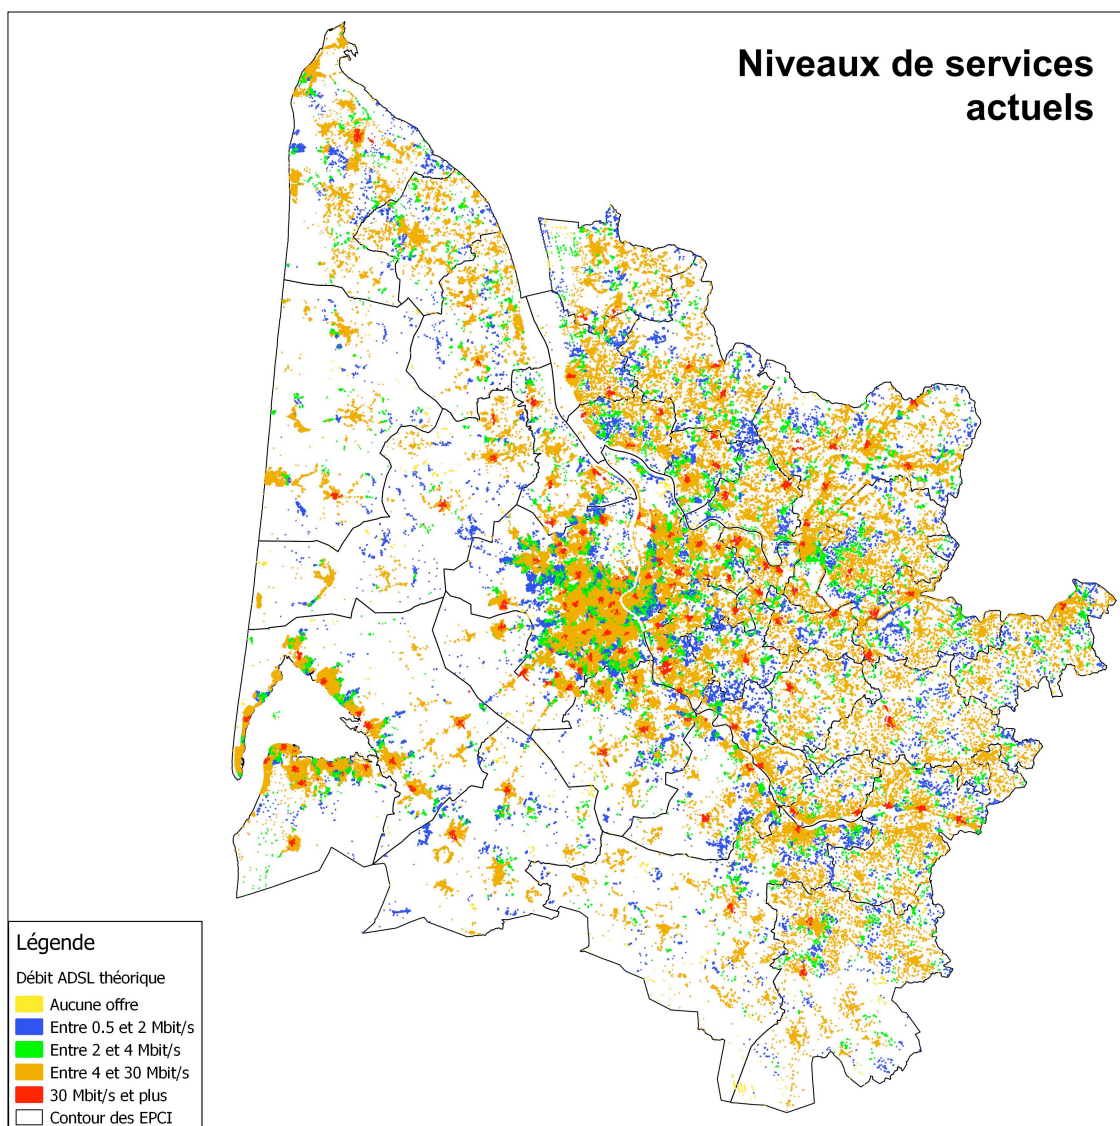 Niveaux de services
actuels
Légende
Débit ADSL théorique
Aucune offre
Entre 0.5 et 2 Mbit/s
Entre 2 et 4 Mbit/s
Entre 4 et 30 Mbit/s
30 Mbit/s et plus
Contour des EPCI